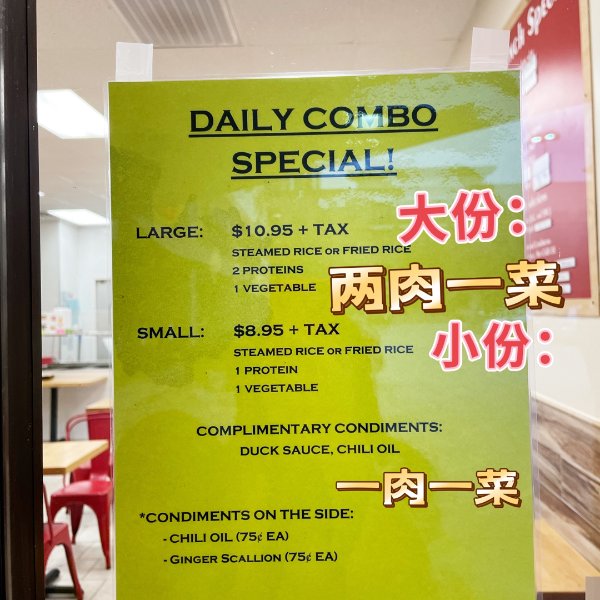 DAILY COMBO
SPECIAL!
LARGE: $10.95 + TAX
大份：
STEAMED RICE OR FRIED RICE
2 PROTEINS
1 VEGETABLE
两肉一菜
SMALL: $8.95 + TAX
小份：
STEAMED RICE OR FRIED RICE
1 PROTEIN
1 VEGETABLE
COMPLIMENTARY CONDIMENTS:
DUCK SAUCE, CHILI OIL
一肉一菜
*CONDIMENTS ON THE SIDE:
- CHILI OIL (75¢ EA)
- GINGER SCALLION (75¢ EA)